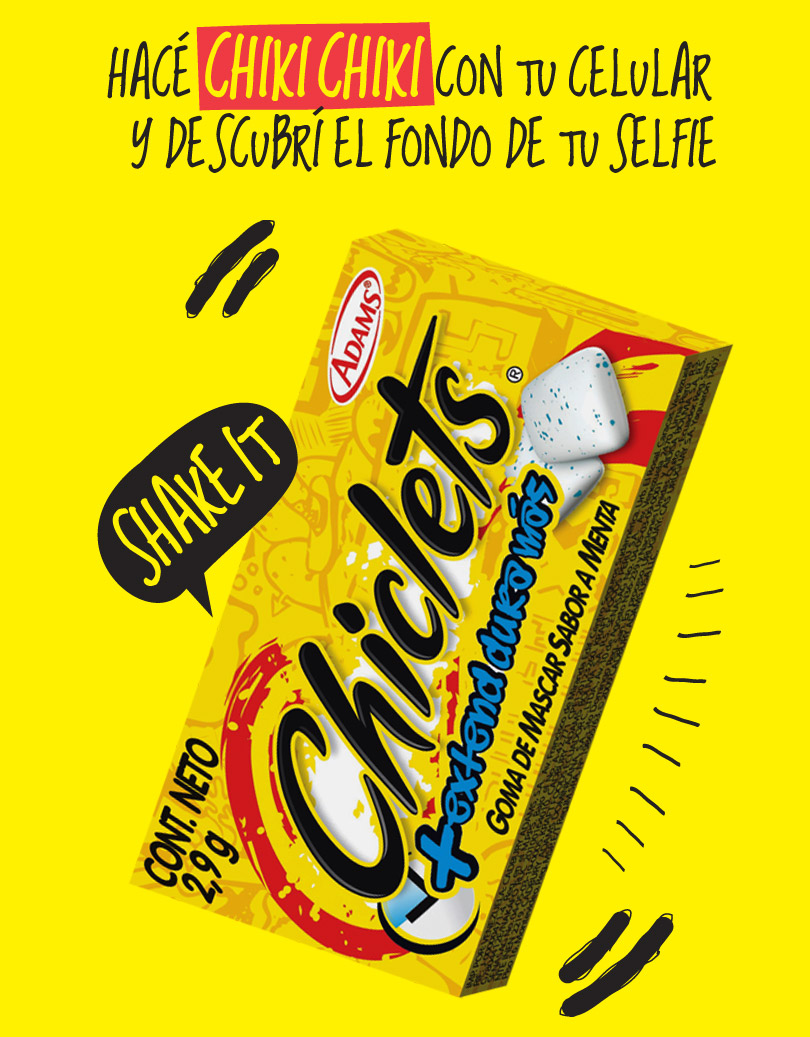 HACÉ CHIKI CHIKI CON TU CELULAR
Y DESCUBRÍ EL FONDO DE TU SELFIE
ADAMS®
Chiclets®
SHAKE IT
+extend duro más
GOMA DE MASCAR SABOR A MENTA
CONT. NETO
2,9 g